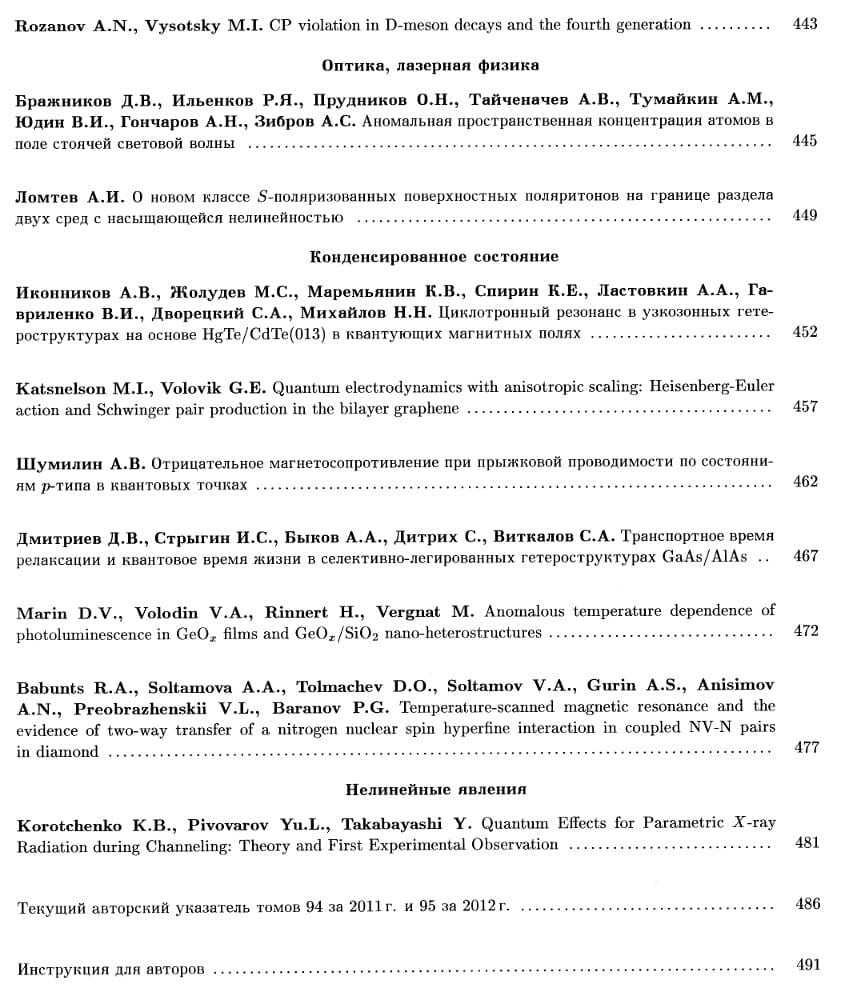 Rozanov A.N., Vysotsky M.I. CP violation in D-meson decays and the fourth generation .......... 443
Оптика, лазерная физика
Бражников Д.В., Ильенков Р.Я., Прудников О.Н., Тайченачев А.В., Тумайкин А.М.,
Юдин В.И., Гончаров А.Н., Зибров А.С. Аномальная пространственная концентрация атомов в
поле стоячей световой волны .......... 445
Ломтев А.И. О новом классе S-поляризованных поверхностных поляритонов на границе раздела
двух сред с насыщающейся нелинейностью .......... 449
Конденсированное состояние
Иконников А.В., Жолудев М.С., Маремьянин К.В., Спирин К.Е., Ластовкин А.А., Га-
вриленко В.И., Дворецкий С.А., Михайлов Н.Н. Циклотронный резонанс в узкозонных гете-
роструктурах на основе HgTe/CdTe(013) в квантующих магнитных полях .......... 452
Katsnelson M.I., Volovik G.E. Quantum electrodynamics with anisotropic scaling: Heisenberg-Euler
action and Schwinger pair production in the bilayer graphene .......... 457
Шумилин А.В. Отрицательное магнетосопротивление при прыжковой проводимости по состояни-
ям p-типа в квантовых точках .......... 462
Дмитриев Д.В., Стрыгин И.С., Быков А.А., Дитрих С., Виткалов С.А. Транспортное время
релаксации и квантовое время жизни в селективно-легированных гетероструктурах GaAs/AlAs .. 467
Marin D.V., Volodin V.A., Rinnert H., Vergnat M. Anomalous temperature dependence of
photoluminescence in GeOₓ films and GeOₓ/SiO₂ nano-heterostructures .......... 472
Babunts R.A., Soltamova A.A., Tolmachev D.O., Soltamov V.A., Gurin A.S., Anisimov
A.N., Preobrazhenskii V.L., Baranov P.G. Temperature-scanned magnetic resonance and the
evidence of two-way transfer of a nitrogen nuclear spin hyperfine interaction in coupled NV-N pairs
in diamond .......... 477
Нелинейные явления
Korotchenko K.B., Pivovarov Yu.L., Takabayashi Y. Quantum Effects for Parametric X-ray
Radiation during Channeling: Theory and First Experimental Observation .......... 481
Текущий авторский указатель томов 94 за 2011 г. и 95 за 2012 г. .......... 486
Инструкция для авторов .......... 491